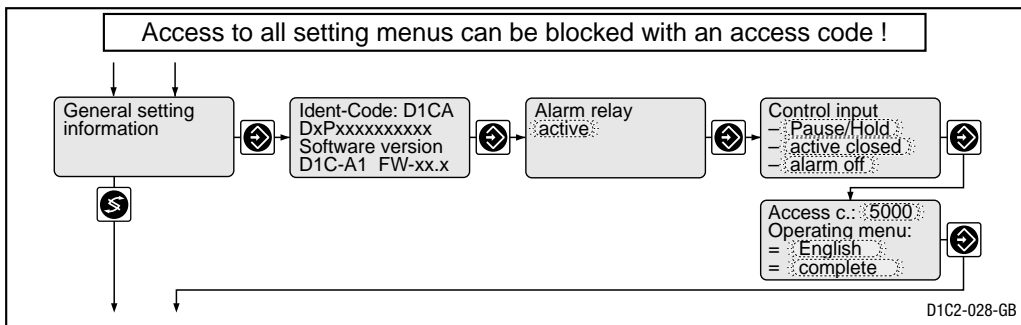 Access to all setting menus can be blocked with an access code !
General setting
information
Ident-Code: D1CA
DxPxxxxxxxxxx
Software version
D1C-A1 FW-xx.x
Alarm relay
active
Control input
– Pause/Hold
– active closed
– alarm off
Access c.: 5000
Operating menu:
= English
= complete
D1C2-028-GB